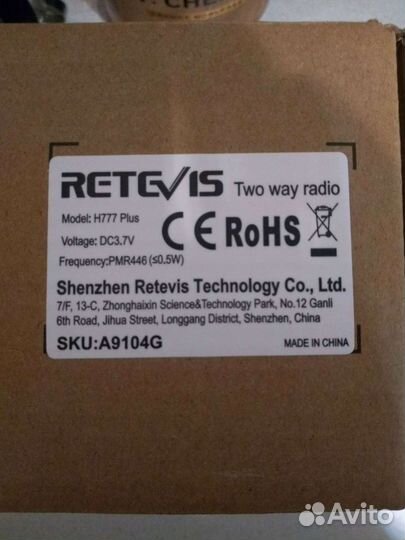 RETEVIS Two way radio
Model: H777 Plus
Voltage: DC3.7V
CE RoHS
Frequency:PMR446 (≤0.5W)
Shenzhen Retevis Technology Co., Ltd.
7/F, 13-C, Zhonghaixin Science&Technology Park, No.12 Ganli
6th Road, Jihua Street, Longgang District, Shenzhen, China
SKU:A9104G
MADE IN CHINA
Avito